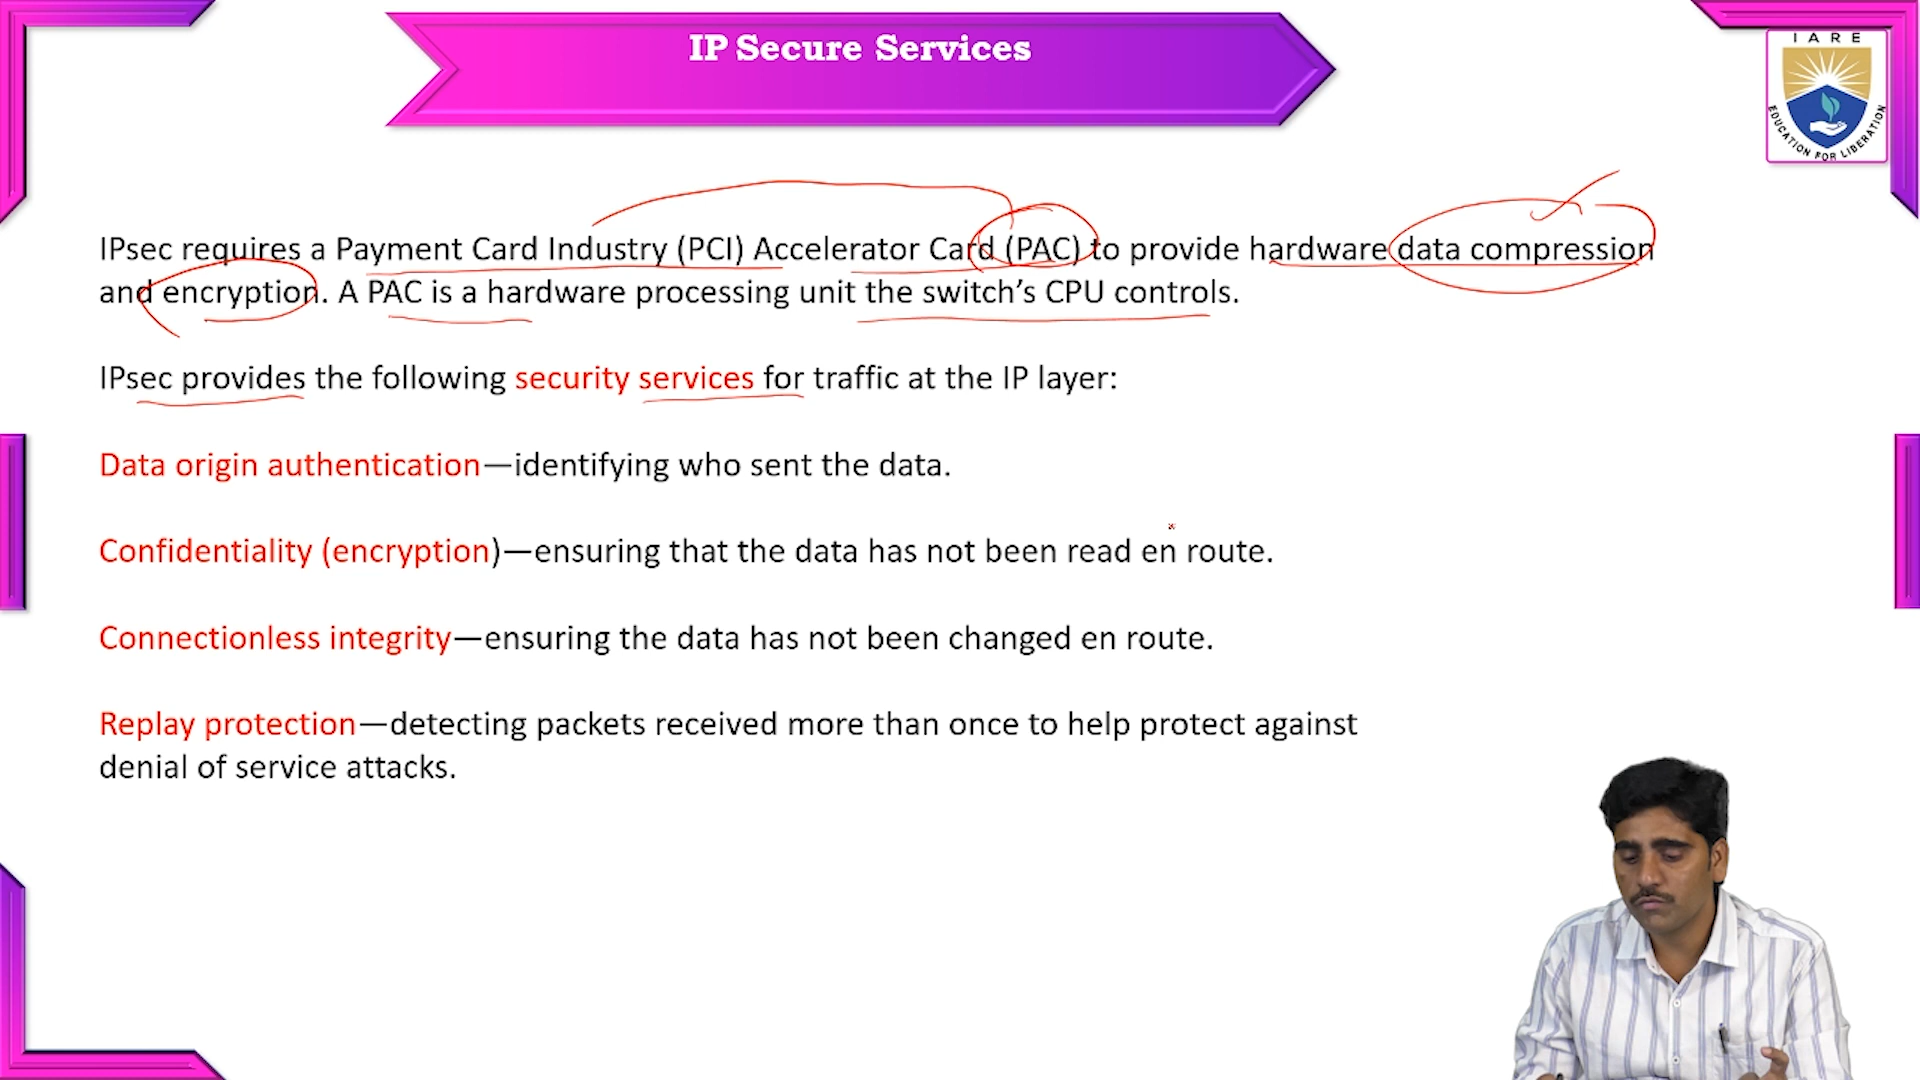 IP Secure Services
I A R E
EDUCATION FOR LIBERATION
IPsec requires a Payment Card Industry (PCI) Accelerator Card (PAC) to provide hardware data compression
and encryption. A PAC is a hardware processing unit the switch’s CPU controls.
IPsec provides the following security services for traffic at the IP layer:
Data origin authentication—identifying who sent the data.
Confidentiality (encryption)—ensuring that the data has not been read en route.
Connectionless integrity—ensuring the data has not been changed en route.
Replay protection—detecting packets received more than once to help protect against
denial of service attacks.